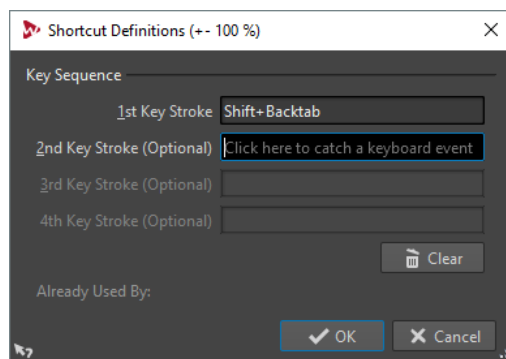 Shortcut Definitions (+- 100 %)
Key Sequence
1st Key Stroke Shift+Backtab
2nd Key Stroke (Optional) Click here to catch a keyboard event
3rd Key Stroke (Optional)
4th Key Stroke (Optional)
Clear
Already Used By:
OK Cancel